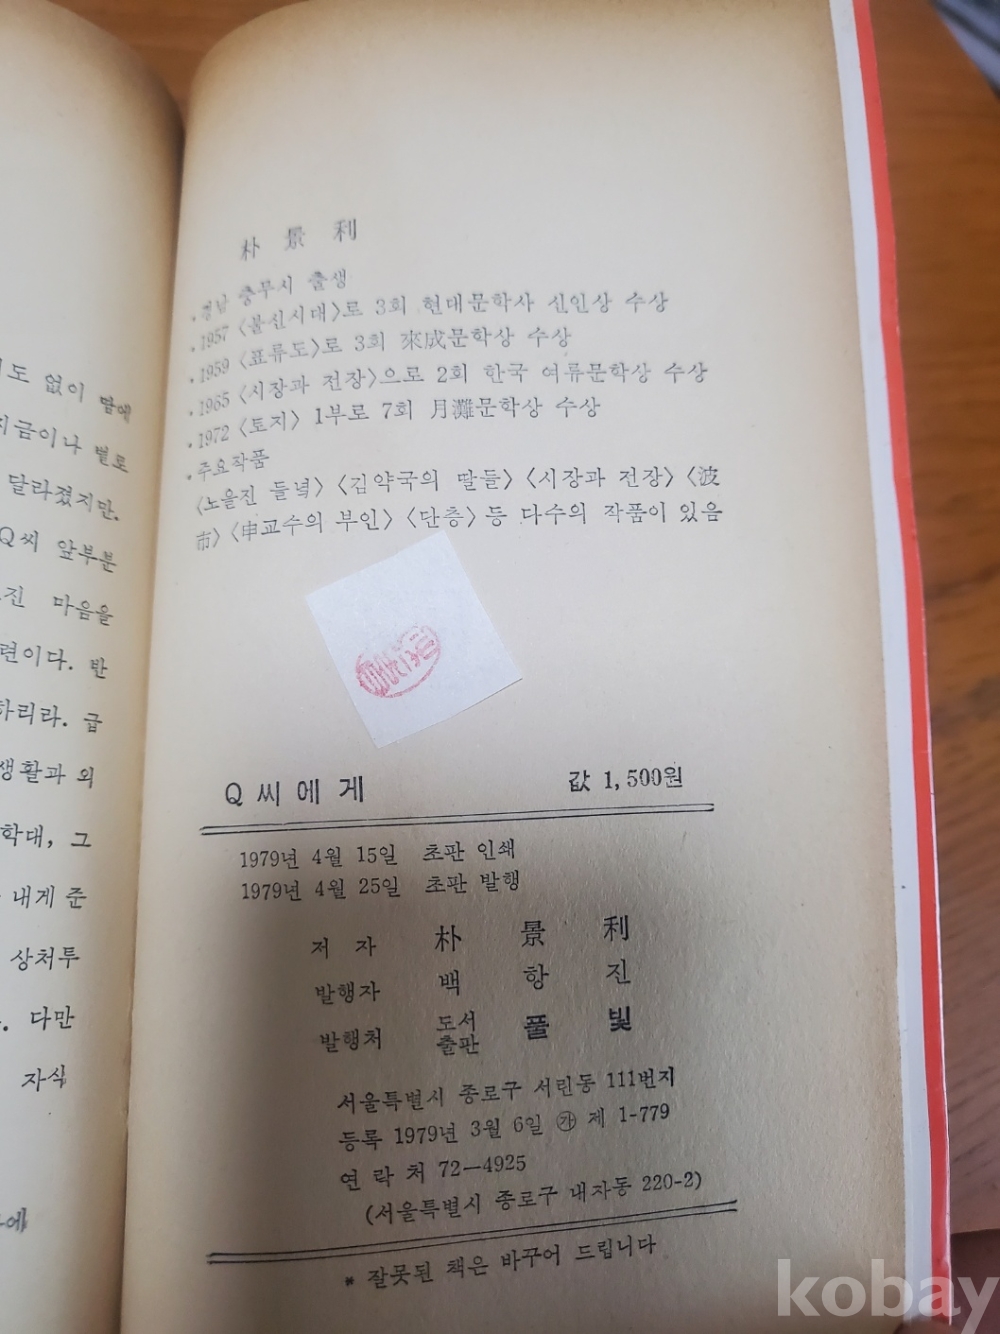 도 없이 땀에
지금이나 별로
달라졌지만.
Q씨 앞부분
진 마음을
련이다. 반
하리라. 급
생활과 외
학대, 그
내게 준
상처투
. 다만
자식
에
朴 景 利
• 경남 충무시 출생
• 1957 〈불신시대〉로 3회 현대문학사 신인상 수상
• 1959 〈표류도〉로 3회 來成문학상 수상
• 1965 〈시장과 전장〉으로 2회 한국 여류문학상 수상
• 1972 〈토지〉 1부로 7회 月灘문학상 수상
• 주요작품
〈노을진 들녘〉 〈김약국의 딸들〉 〈시장과 전장〉 〈波
市〉 〈申교수의 부인〉 〈단층〉 등 다수의 작품이 있음
Q 씨 에 게 값 1,500원
1979년 4월 15일 초판 인쇄
1979년 4월 25일 초판 발행
저 자 朴 景 利
발행자 백 항 진
발행처 도서출판 풀 빛
서울특별시 종로구 서린동 111번지
등록 1979년 3월 6일 ㉮ 제 1-779
연 락 처 72—4925
(서울특별시 종로구 내자동 220-2)
* 잘못된 책은 바꾸어 드립니다
kobay